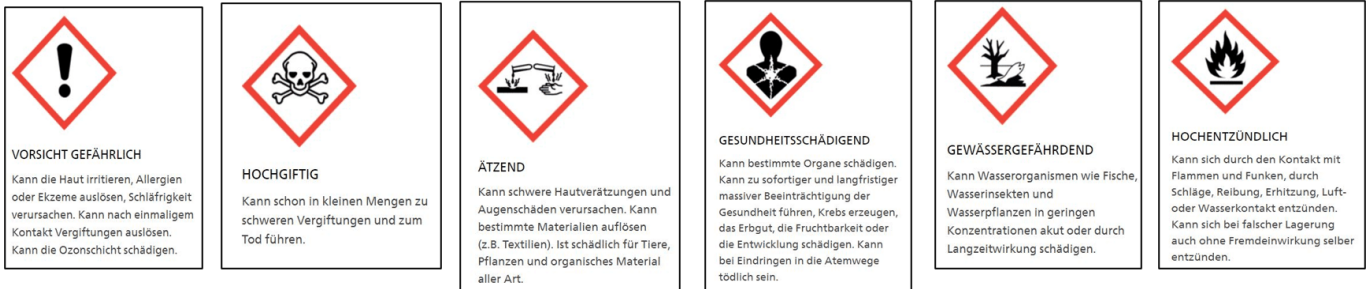 VORSICHT GEFÄHRLICH
Kann die Haut irritieren, Allergien
oder Ekzeme auslösen, Schläfrigkeit
verursachen. Kann nach einmaligem
Kontakt Vergiftungen auslösen.
Kann die Ozonschicht schädigen.
HOCHGIFTIG
Kann schon in kleinen Mengen zu
schweren Vergiftungen und zum
Tod führen.
ÄTZEND
Kann schwere Hautverätzungen und
Augenschäden verursachen. Kann
bestimmte Materialien auflösen
(z.B. Textilien). Ist schädlich für Tiere,
Pflanzen und organisches Material
aller Art.
GESUNDHEITSSCHÄDIGEND
Kann bestimmte Organe schädigen.
Kann zu sofortiger und langfristiger
massiver Beeinträchtigung der
Gesundheit führen, Krebs erzeugen,
das Erbgut, die Fruchtbarkeit oder
die Entwicklung schädigen. Kann
bei Eindringen in die Atemwege
tödlich sein.
GEWÄSSERGEFÄHRDEND
Kann Wasserorganismen wie Fische,
Wasserinsekten und
Wasserpflanzen in geringen
Konzentrationen akut oder durch
Langzeitwirkung schädigen.
HOCHENTZÜNDLICH
Kann sich durch den Kontakt mit
Flammen und Funken, durch
Schläge, Reibung, Erhitzung, Luft-
oder Wasserkontakt entzünden.
Kann sich bei falscher Lagerung
auch ohne Fremdeinwirkung selber
entzünden.